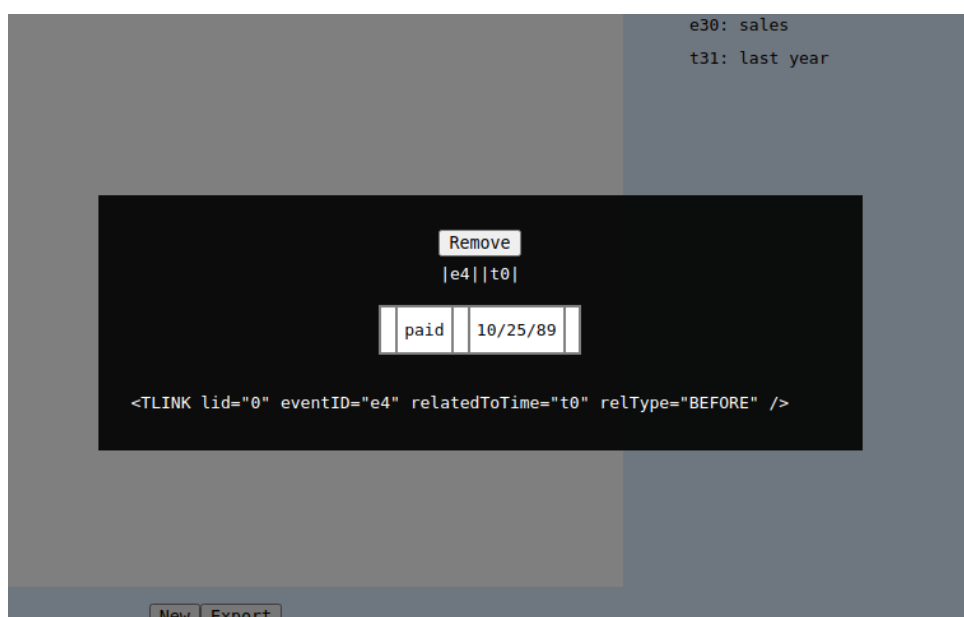 e30: sales
t31: last year
Remove
|e4||t0|
paid 10/25/89
<TLINK lid="0" eventID="e4" relatedToTime="t0" relType="BEFORE" />
New Export